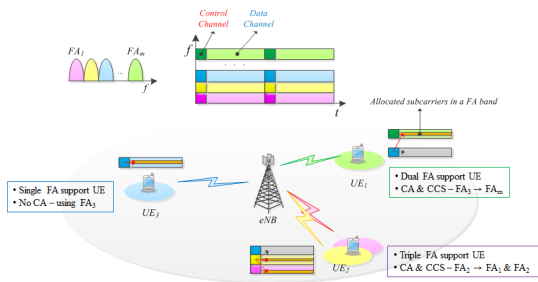 Control
Channel
Data
Channel
FA1
FAm
...
f
f
. . .
t
Allocated subcarriers in a FA band
• Dual FA support UE
• CA & CCS – FA3 → FAm
UE1
• Single FA support UE
• No CA – using FA3
UE3
eNB
UE2
• Triple FA support UE
• CA & CCS – FA2 → FA1 & FA2